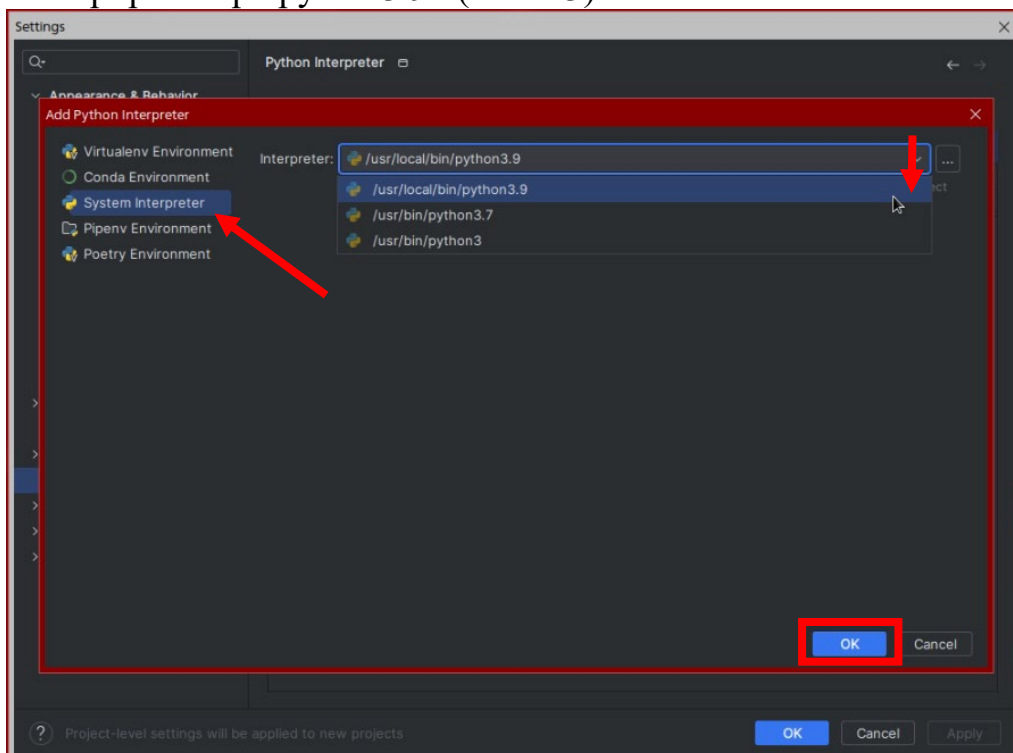 Settings
Python Interpreter
Appearance & Behavior
Add Python Interpreter
Virtualenv Environment
Conda Environment
System Interpreter
Pipenv Environment
Poetry Environment
Interpreter: /usr/local/bin/python3.9
/usr/local/bin/python3.9
/usr/bin/python3.7
/usr/bin/python3
OK
Cancel
? Project-level settings will be applied to new projects
OK
Cancel
Apply